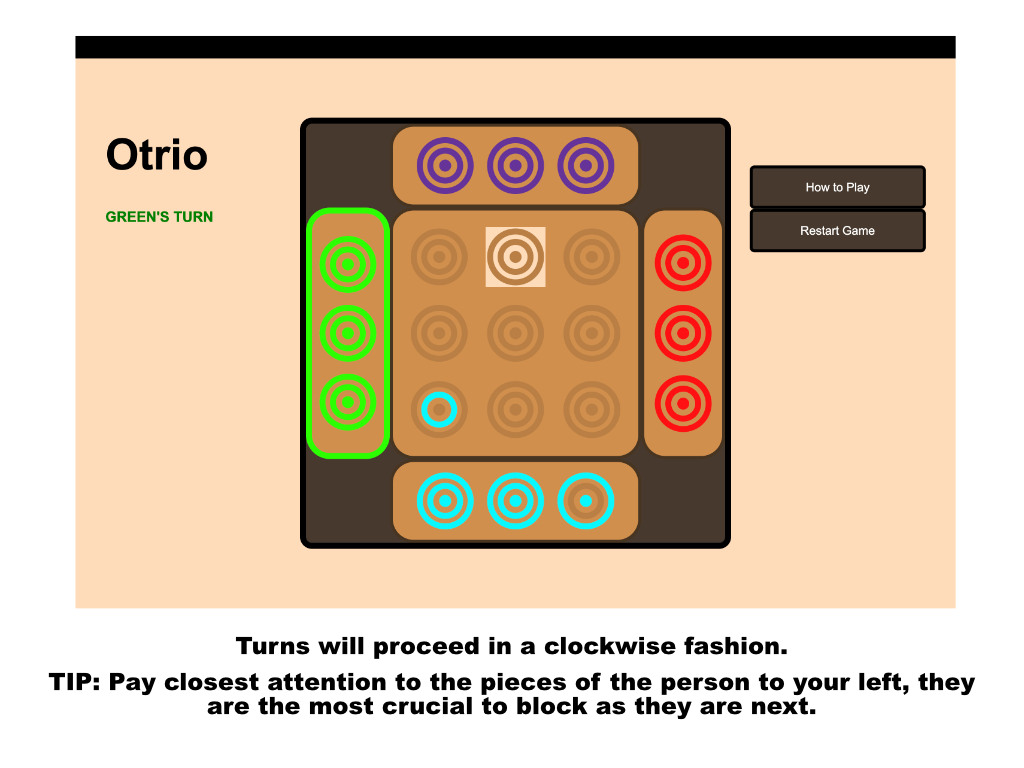 Otrio
GREEN'S TURN
How to Play
Restart Game
Turns will proceed in a clockwise fashion.
TIP: Pay closest attention to the pieces of the person to your left, they
are the most crucial to block as they are next.